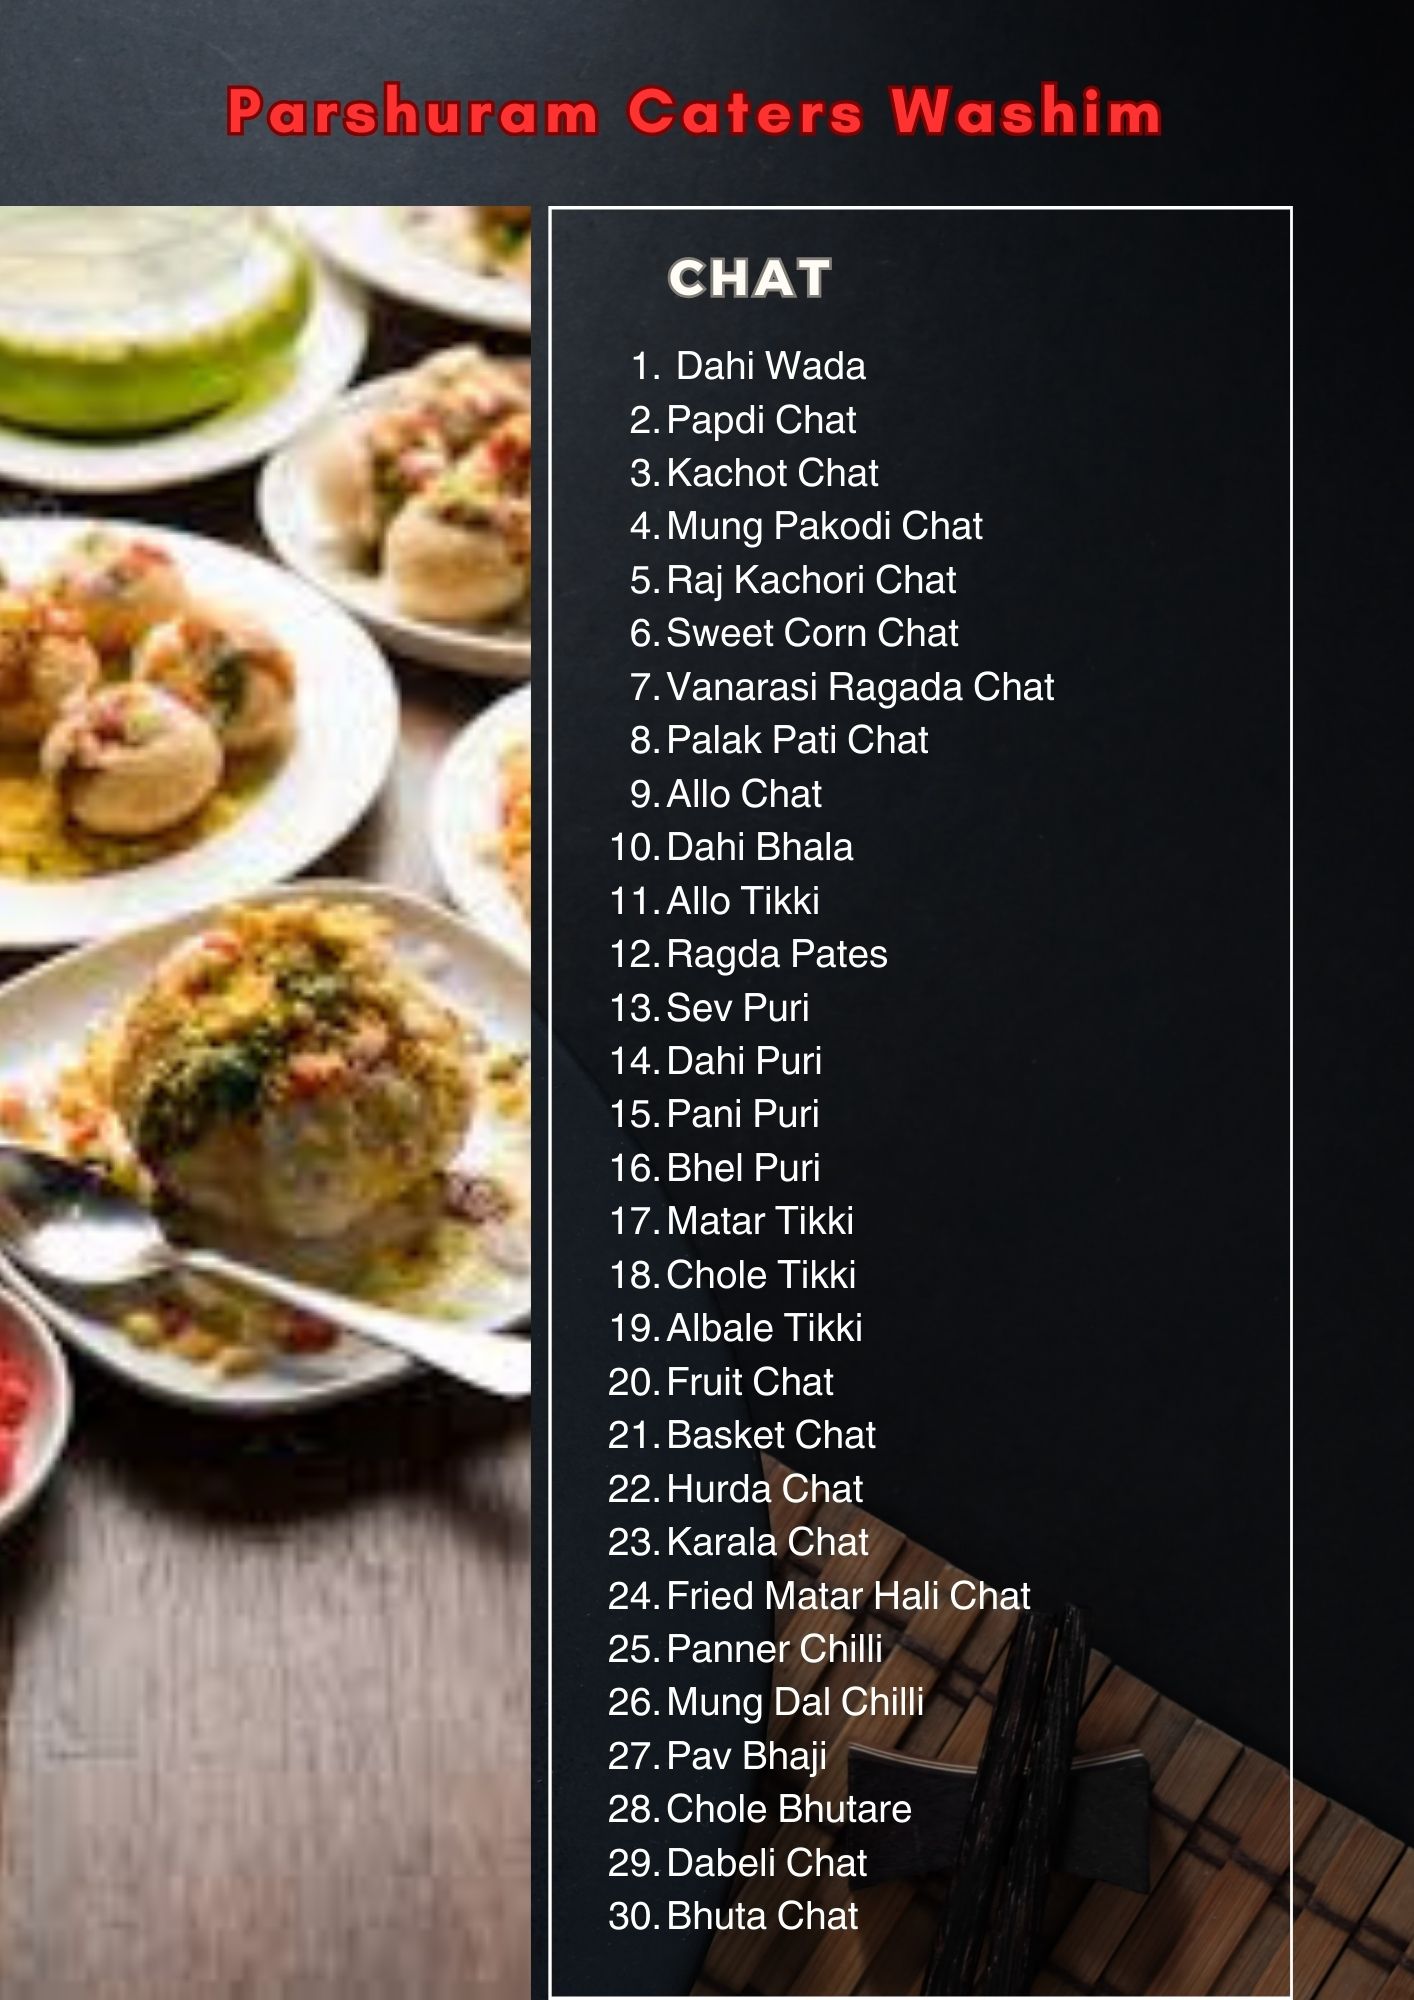 Parshuram Caters Washim
CHAT
1. Dahi Wada
2. Papdi Chat
3. Kachot Chat
4. Mung Pakodi Chat
5. Raj Kachori Chat
6. Sweet Corn Chat
7. Vanarasi Ragada Chat
8. Palak Pati Chat
9. Allo Chat
10. Dahi Bhala
11. Allo Tikki
12. Ragda Pates
13. Sev Puri
14. Dahi Puri
15. Pani Puri
16. Bhel Puri
17. Matar Tikki
18. Chole Tikki
19. Albale Tikki
20. Fruit Chat
21. Basket Chat
22. Hurda Chat
23. Karala Chat
24. Fried Matar Hali Chat
25. Panner Chilli
26. Mung Dal Chilli
27. Pav Bhaji
28. Chole Bhutare
29. Dabeli Chat
30. Bhuta Chat